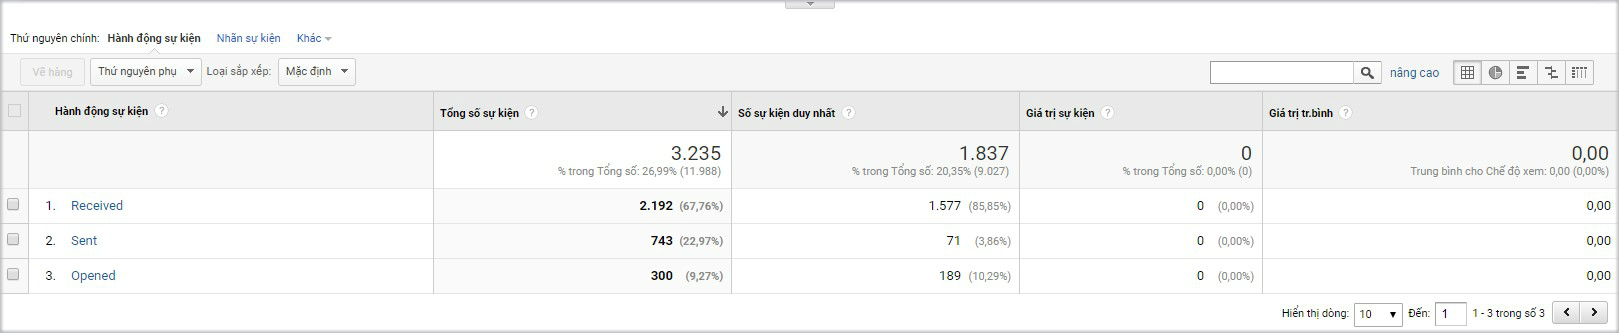 Thứ nguyên chính: Hành động sự kiện Nhãn sự kiện Khác
Vẽ hàng Thứ nguyên phụ Loại sắp xếp: Mặc định nâng cao
Hành động sự kiện ? Tổng số sự kiện ? Số sự kiện duy nhất ? Giá trị sự kiện ? Giá trị tr.bình ?
3.235 1.837 0 0,00
% trong Tổng số: 26,99% (11.988) % trong Tổng số: 20,35% (9.027) % trong Tổng số: 0,00% (0) Trung bình cho Chế độ xem: 0,00 (0,00%)
1. Received 2.192 (67,76%) 1.577 (85,85%) 0 (0,00%) 0,00
2. Sent 743 (22,97%) 71 (3,86%) 0 (0,00%) 0,00
3. Opened 300 (9,27%) 189 (10,29%) 0 (0,00%) 0,00
Hiển thị dòng: 10 Đến: 1 1 - 3 trong số 3